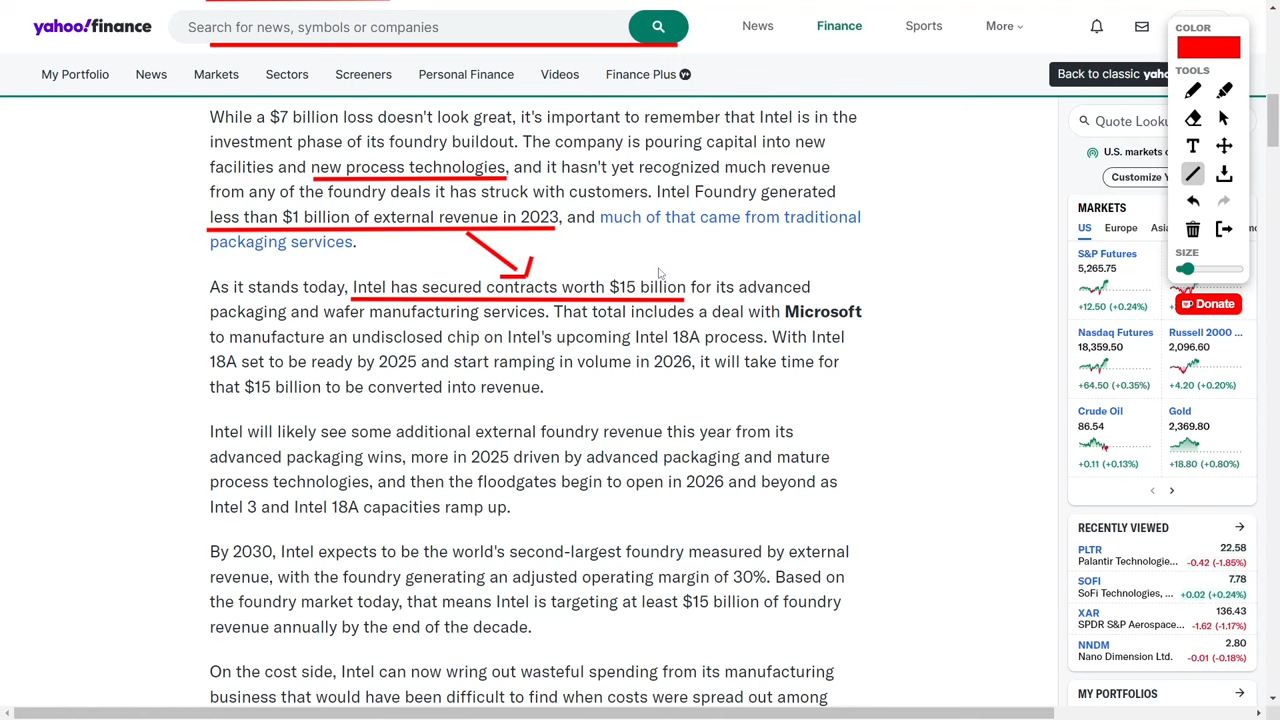 yahoo!finance
Search for news, symbols or companies
News
Finance
Sports
More
My Portfolio
News
Markets
Sectors
Screeners
Personal Finance
Videos
Finance Plus
Back to classic
While a $7 billion loss doesn't look great, it's important to remember that Intel is in the
investment phase of its foundry buildout. The company is pouring capital into new
facilities and new process technologies, and it hasn't yet recognized much revenue
from any of the foundry deals it has struck with customers. Intel Foundry generated
less than $1 billion of external revenue in 2023, and much of that came from traditional
packaging services.
As it stands today, Intel has secured contracts worth $15 billion for its advanced
packaging and wafer manufacturing services. That total includes a deal with Microsoft
to manufacture an undisclosed chip on Intel's upcoming Intel 18A process. With Intel
18A set to be ready by 2025 and start ramping in volume in 2026, it will take time for
that $15 billion to be converted into revenue.
Intel will likely see some additional external foundry revenue this year from its
advanced packaging wins, more in 2025 driven by advanced packaging and mature
process technologies, and then the floodgates begin to open in 2026 and beyond as
Intel 3 and Intel 18A capacities ramp up.
By 2030, Intel expects to be the world's second-largest foundry measured by external
revenue, with the foundry generating an adjusted operating margin of 30%. Based on
the foundry market today, that means Intel is targeting at least $15 billion of foundry
revenue annually by the end of the decade.
On the cost side, Intel can now wring out wasteful spending from its manufacturing
business that would have been difficult to find when costs were spread out among
COLOR
TOOLS
T
SIZE
Donate
Quote
U.S. markets
Customize
MARKETS
US
Europe
S&P Futures
5,265.75
+12.50 (+0.24%)
Nasdaq Futures
18,359.50
+64.50 (+0.35%)
Russell 2000 ...
2,096.60
+4.20 (+0.20%)
Crude Oil
86.54
+0.11 (+0.13%)
Gold
2,369.80
+18.80 (+0.80%)
RECENTLY VIEWED
PLTR 22.58
Palantir Technologie... -0.42 (-1.85%)
SOFI 7.78
SoFi Technologies, ... +0.02 (+0.24%)
XAR 136.43
SPDR S&P Aerospace... -1.62 (-1.17%)
NNDM 2.80
Nano Dimension Ltd. -0.01 (-0.18%)
MY PORTFOLIOS